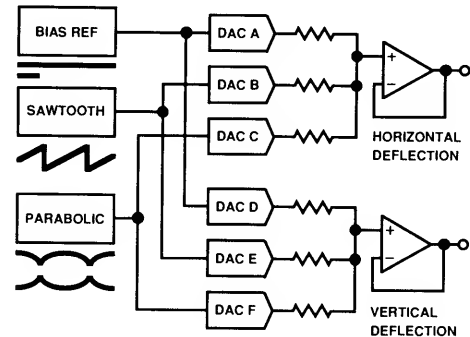 BIAS REF
SAWTOOTH
PARABOLIC
DAC A
DAC B
DAC C
DAC D
DAC E
DAC F
+
−
HORIZONTAL
DEFLECTION
+
−
VERTICAL
DEFLECTION